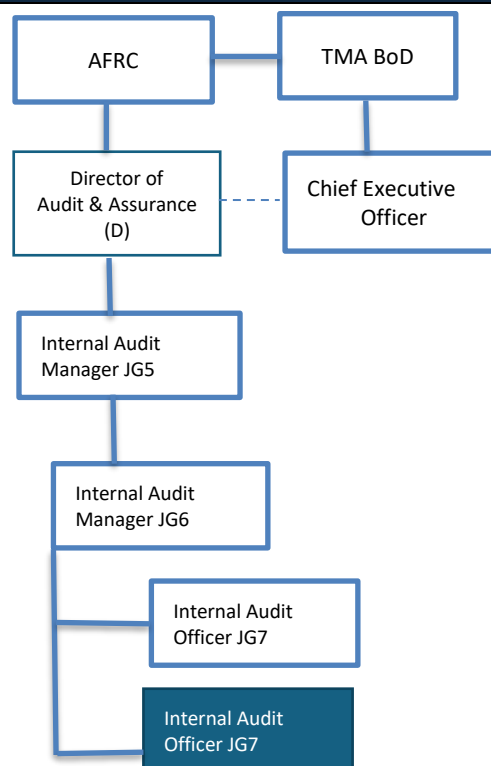 AFRC
TMA BoD
Director of
Audit & Assurance
(D)
Chief Executive
Officer
Internal Audit
Manager JG5
Internal Audit
Manager JG6
Internal Audit
Officer JG7
Internal Audit
Officer JG7